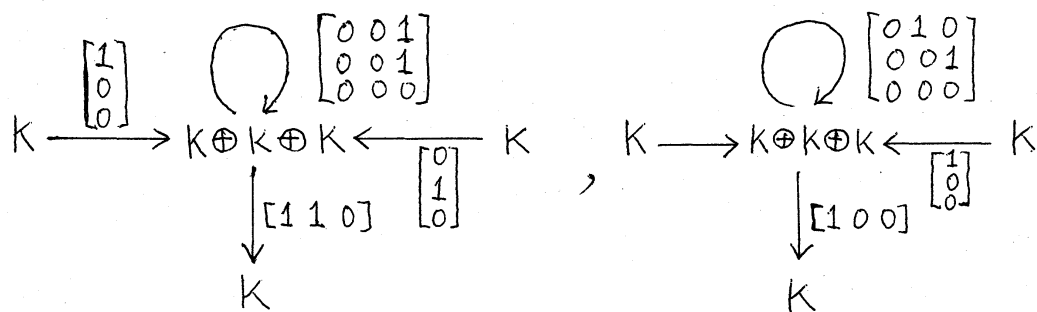 [1 0 0] [0 0 1 0 0 1 0 0 0] [0 1 0 0 0 1 0 0 0]
K K⊕K⊕K K , K K⊕K⊕K K
[0 1 0] [1 0 0]
[1 1 0] [1 0 0]
K K